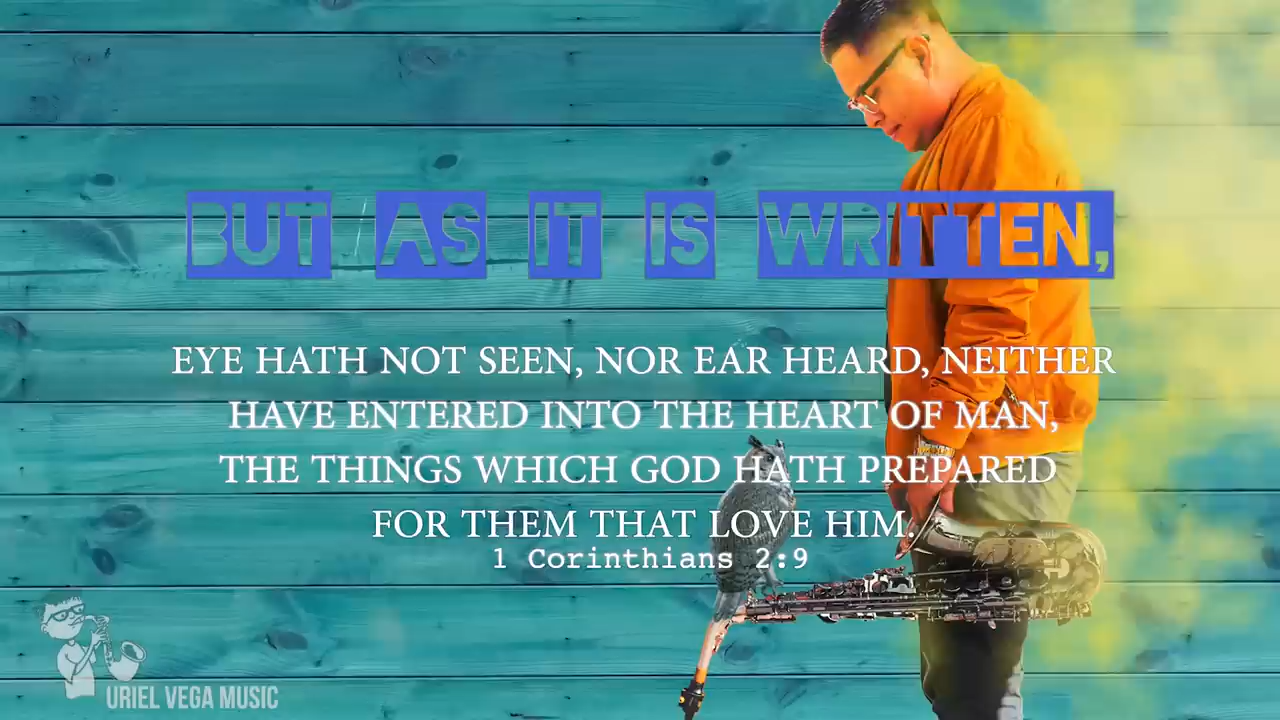 BUT AS IT IS WRITTEN,
EYE HATH NOT SEEN, NOR EAR HEARD, NEITHER
HAVE ENTERED INTO THE HEART OF MAN,
THE THINGS WHICH GOD HATH PREPARED
FOR THEM THAT LOVE HIM.
1 Corinthians 2:9
URIEL VEGA MUSIC